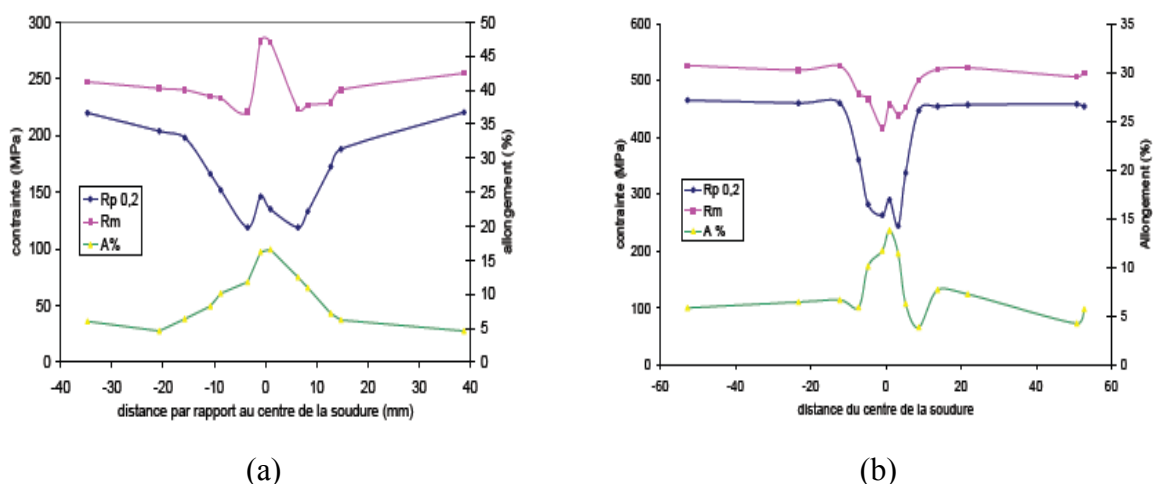 300
250
200
150
100
50
0
contrainte (MPa)
50
45
40
35
30
25
20
15
10
5
0
allongement (%)
Rp 0,2
Rm
A %
-40 -30 -20 -10 0 10 20 30 40
distance par rapport au centre de la soudure (mm)
(a)
600
500
400
300
200
100
0
contrainte (MPa)
35
30
25
20
15
10
5
0
Allongement (%)
Rp 0,2
Rm
A %
-60 -40 -20 0 20 40 60
distance du centre de la soudure
(b)